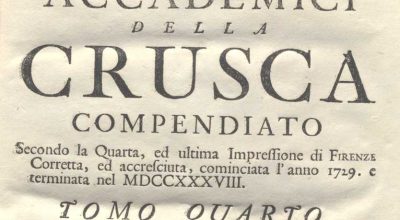 ACCADEMICI
DELLA
CRUSCA
COMPENDIATO
Secondo la Quarta, ed ultima Impreſſione di FIRENZE
Corretta, ed accreſciuta, cominciata l'anno 1729. e
terminata nel MDCCXXXVIII.
TOMO QUARTO